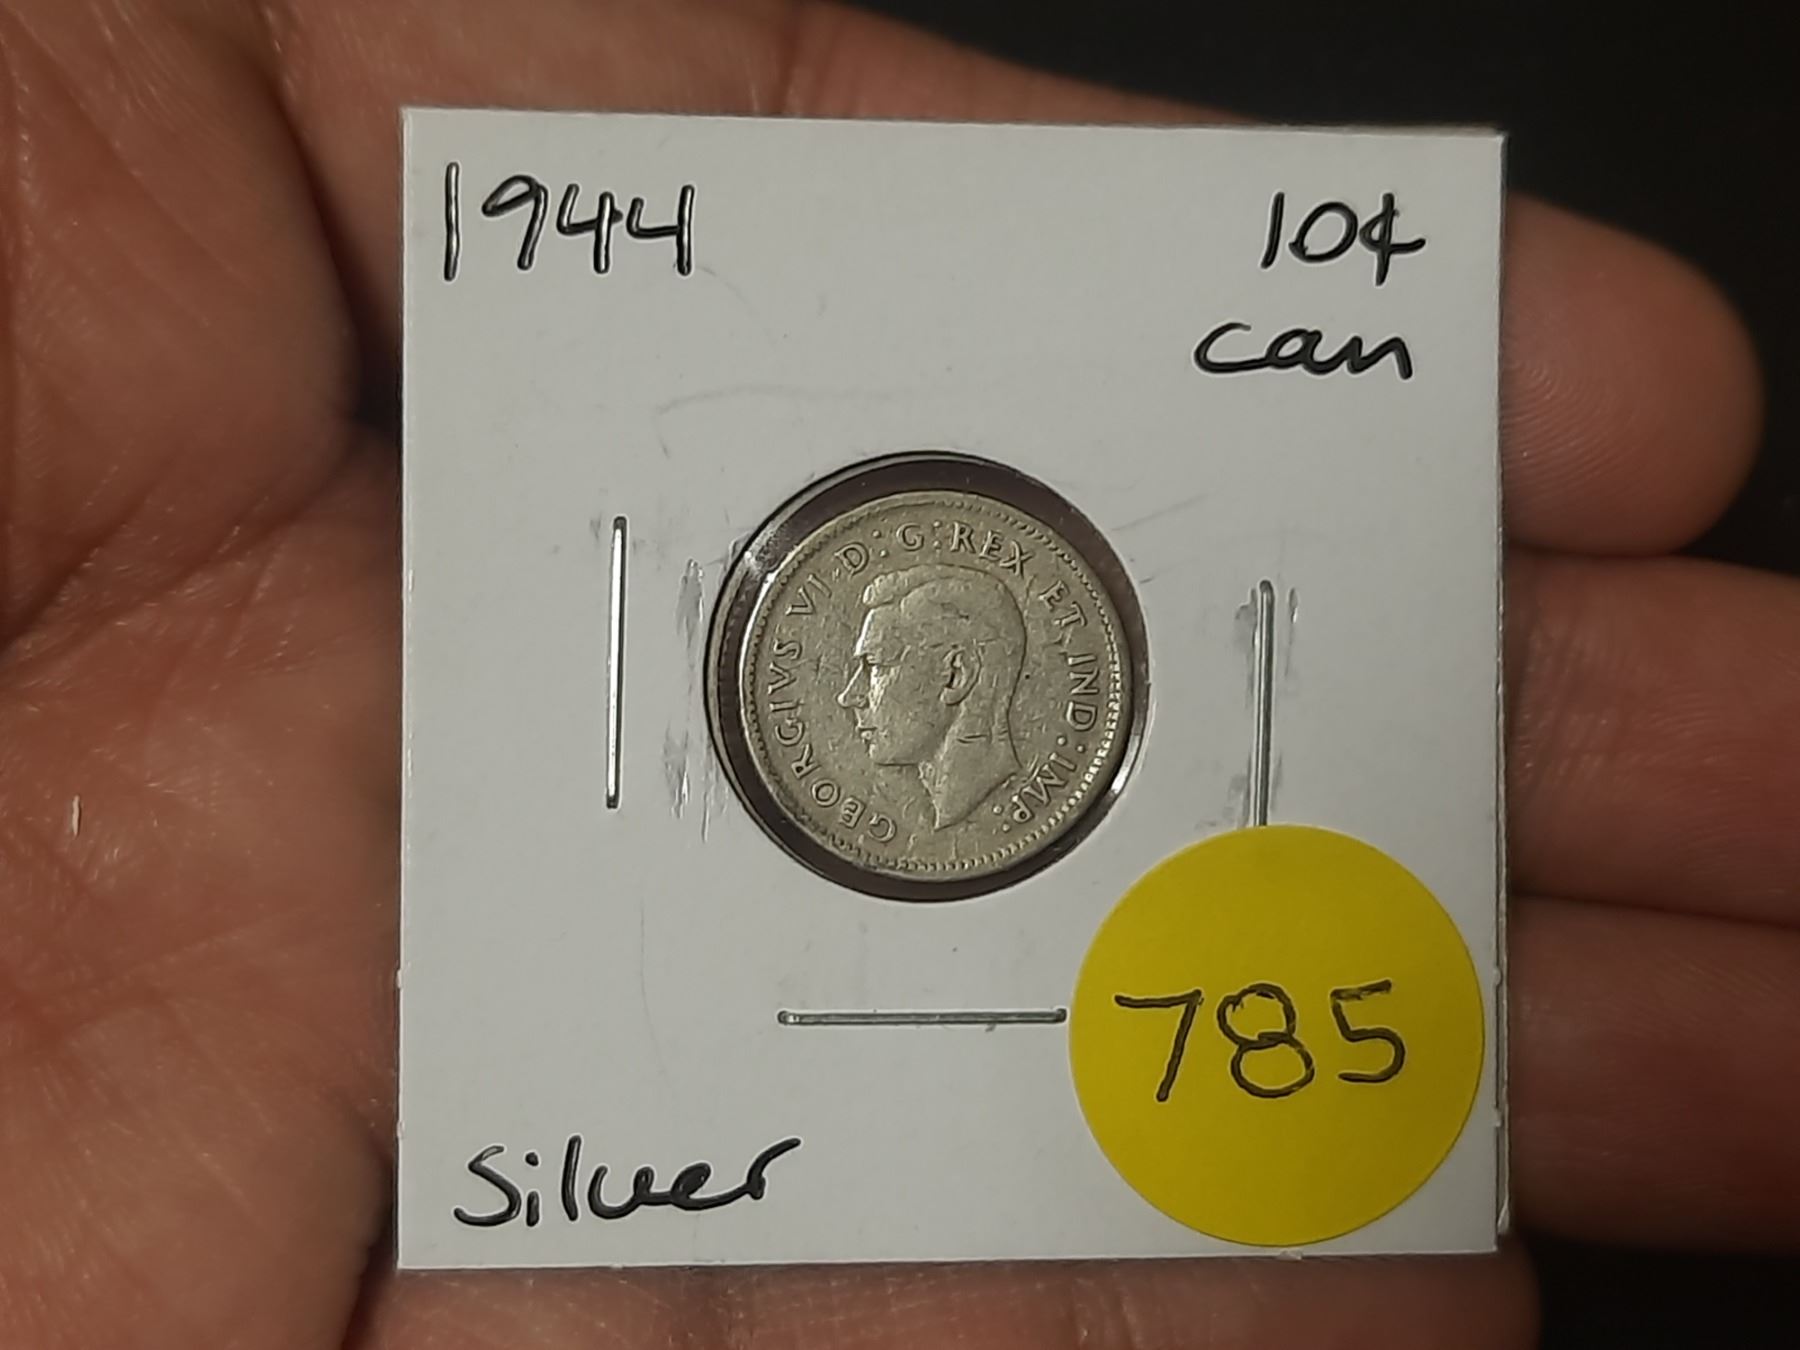 1944
10¢
can
GEORGIVS VI D: G: REX ET IND: IMP:
785
Silver